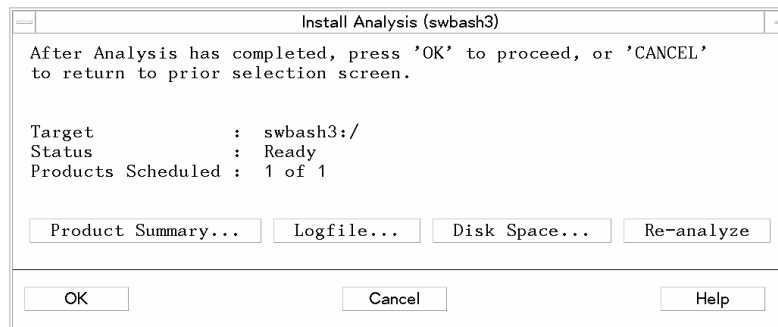 Install Analysis (swbash3)
After Analysis has completed, press 'OK' to proceed, or 'CANCEL'
to return to prior selection screen.
Target : swbash3:/
Status : Ready
Products Scheduled : 1 of 1
Product Summary... Logfile... Disk Space... Re-analyze
OK Cancel Help